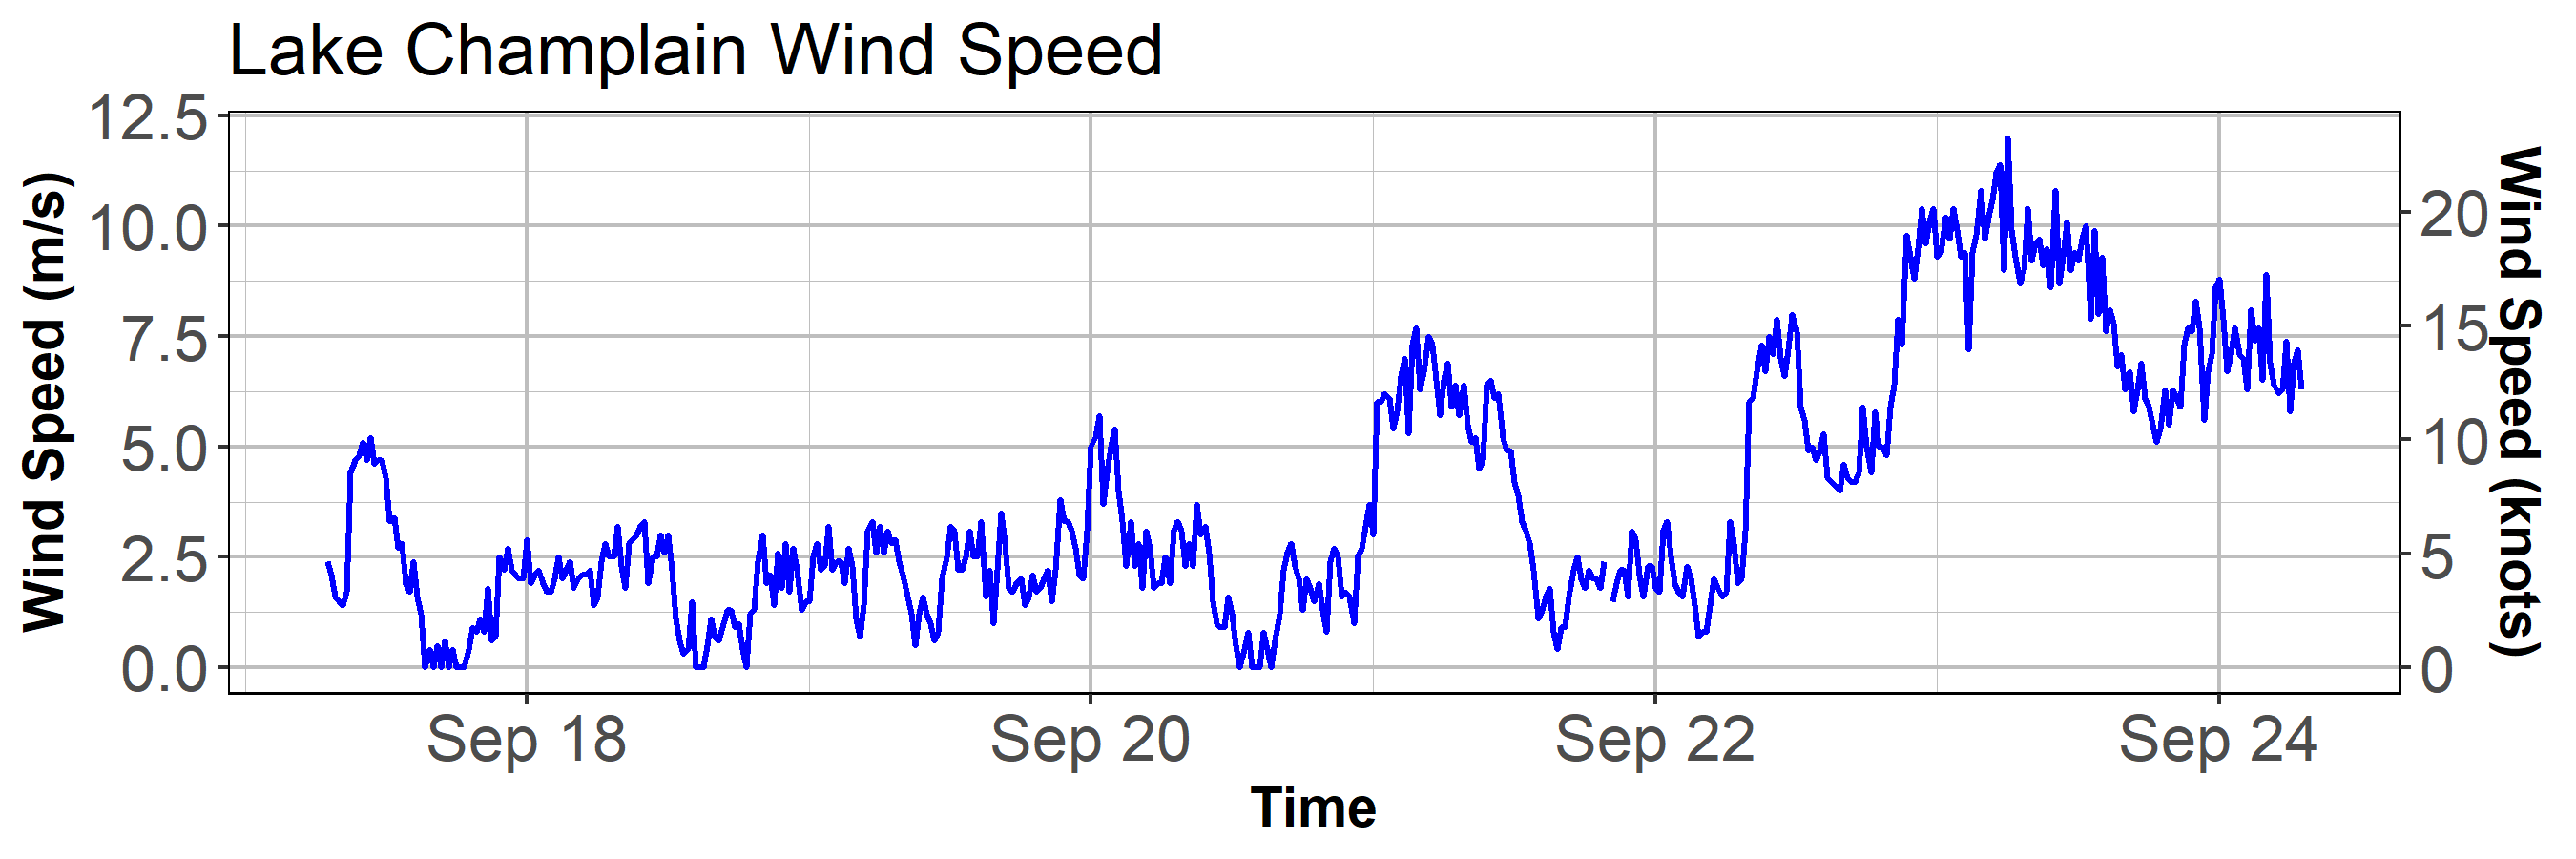 Lake Champlain Wind Speed
Wind Speed (m/s)
12.5
10.0
7.5
5.0
2.5
0.0
20
15
10
5
0
Wind Speed (knots)
Sep 18
Sep 20
Sep 22
Sep 24
Time